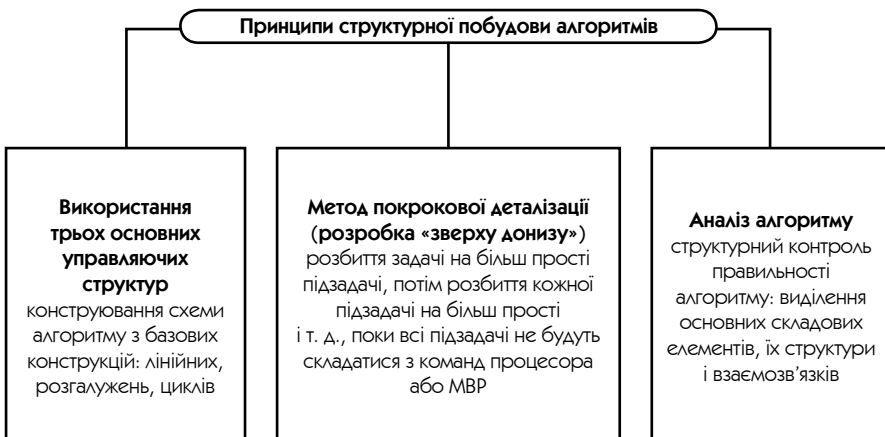 Принципи структурної побудови алгоритмів
Використання
трьох основних
управляючих
структур
конструювання схеми
алгоритму з базових
конструкцій: лінійних,
розгалужень, циклів
Метод покрокової деталізації
(розробка «зверху донизу»)
розбиття задачі на більш прості
підзадачі, потім розбиття кожної
підзадачі на більш прості
і т. д., поки всі підзадачі не будуть
складатися з команд процесора
або МВР
Аналіз алгоритму
структурний контроль
правильності
алгоритму: виділення
основних складових
елементів, їх структури
і взаємозв'язків